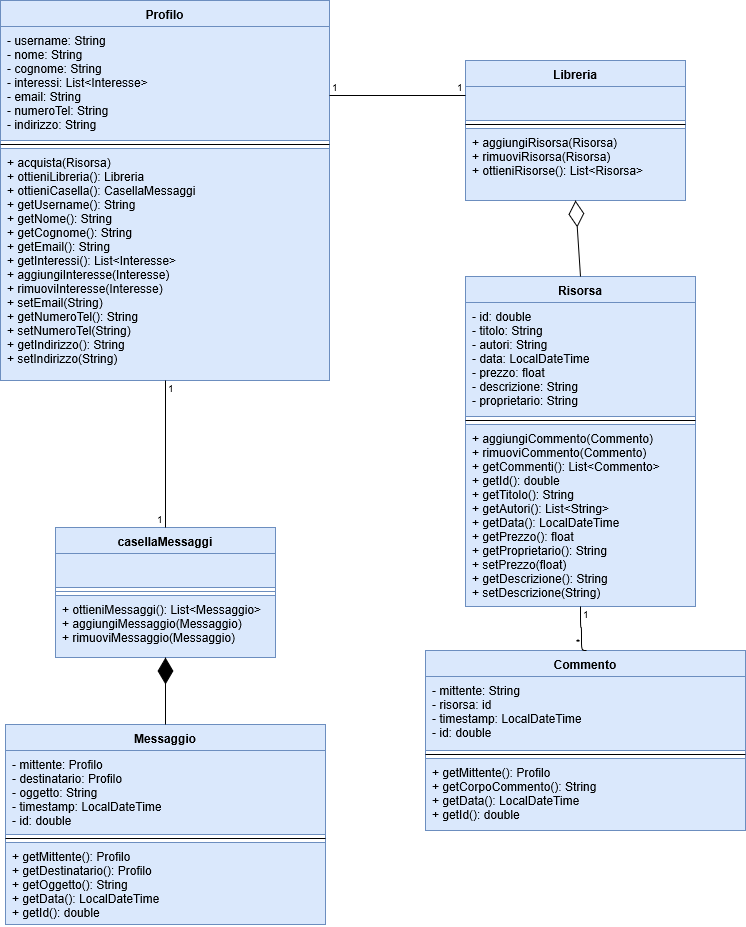 Profilo
- username: String
- nome: String
- cognome: String
- interessi: List<Interesse>
- email: String
- numeroTel: String
- indirizzo: String
+ acquista(Risorsa)
+ ottieniLibreria(): Libreria
+ ottieniCasella(): CasellaMessaggi
+ getUsername(): String
+ getNome(): String
+ getCognome(): String
+ getEmail(): String
+ getInteressi(): List<Interesse>
+ aggiungiInteresse(Interesse)
+ rimuoviInteresse(Interesse)
+ setEmail(String)
+ getNumeroTel(): String
+ setNumeroTel(String)
+ getIndirizzo(): String
+ setIndirizzo(String)
1
1
Libreria
+ aggiungiRisorsa(Risorsa)
+ rimuoviRisorsa(Risorsa)
+ ottieniRisorse(): List<Risorsa>
Risorsa
- id: double
- titolo: String
- autori: String
- data: LocalDateTime
- prezzo: float
- descrizione: String
- proprietario: String
+ aggiungiCommento(Commento)
+ rimuoviCommento(Commento)
+ getCommenti(): List<Commento>
+ getId(): double
+ getTitolo(): String
+ getAutori(): List<String>
+ getData(): LocalDateTime
+ getPrezzo(): float
+ getProprietario(): String
+ setPrezzo(float)
+ getDescrizione(): String
+ setDescrizione(String)
1
1
casellaMessaggi
+ ottieniMessaggi(): List<Messaggio>
+ aggiungiMessaggio(Messaggio)
+ rimuoviMessaggio(Messaggio)
1
*
Commento
- mittente: String
- risorsa: id
- timestamp: LocalDateTime
- id: double
+ getMittente(): Profilo
+ getCorpoCommento(): String
+ getData(): LocalDateTime
+ getId(): double
Messaggio
- mittente: Profilo
- destinatario: Profilo
- oggetto: String
- timestamp: LocalDateTime
- id: double
+ getMittente(): Profilo
+ getDestinatario(): Profilo
+ getOggetto(): String
+ getData(): LocalDateTime
+ getId(): double